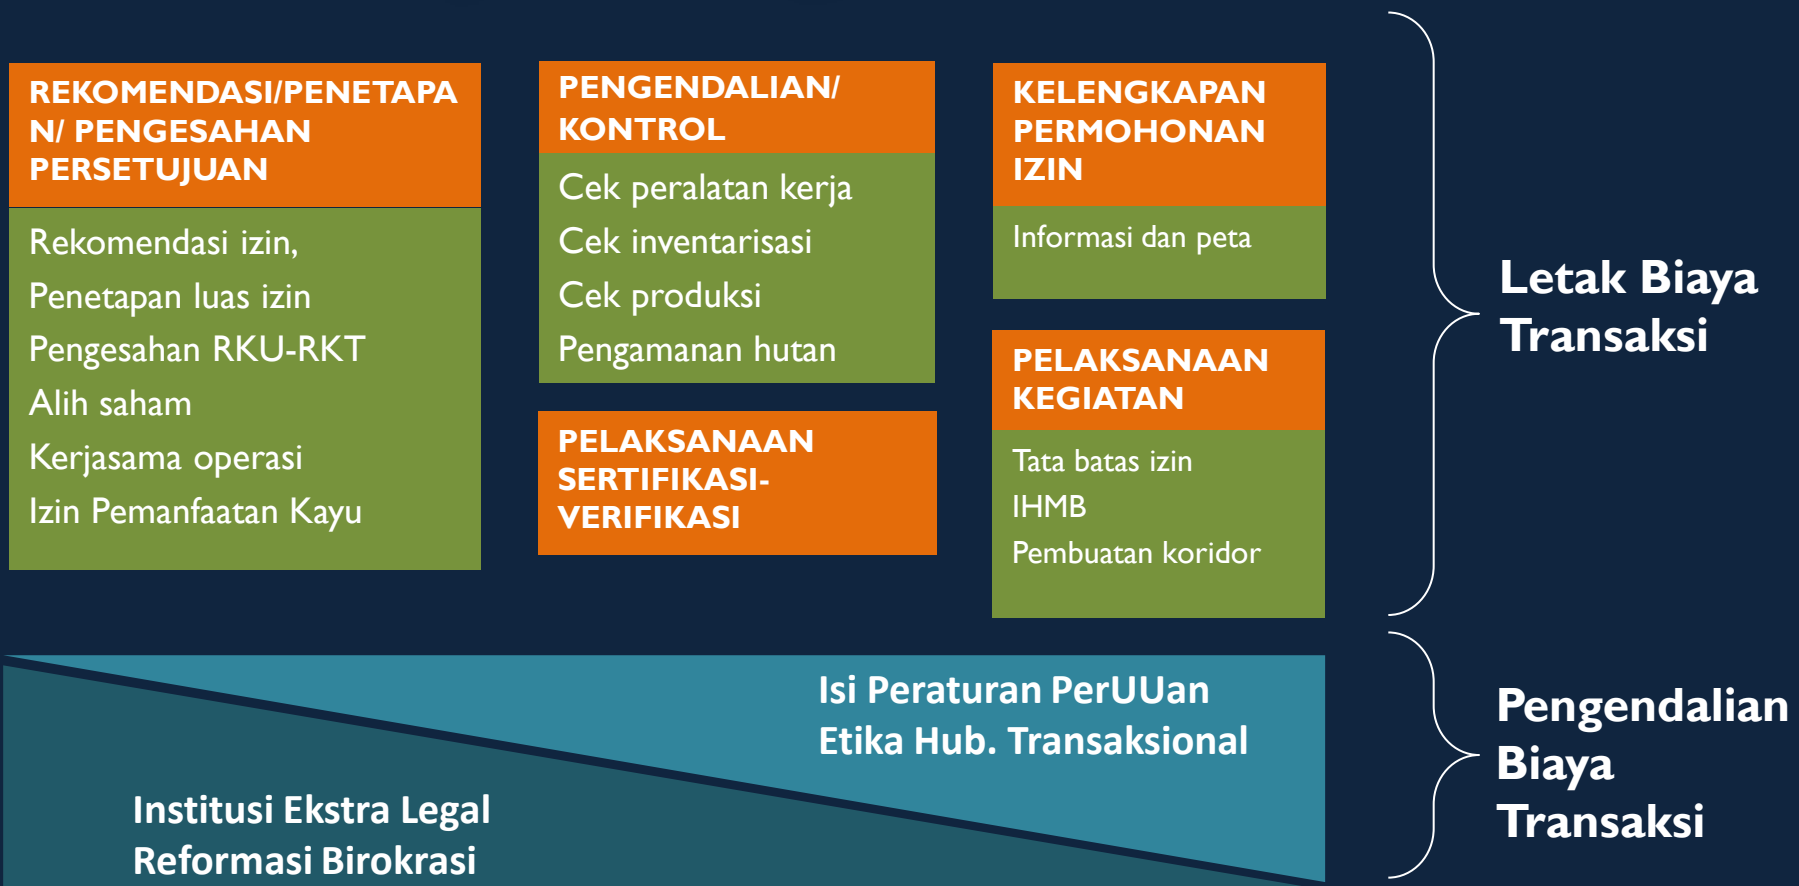 REKOMENDASI/PENETAPA
N/ PENGESAHAN
PERSETUJUAN
Rekomendasi izin,
Penetapan luas izin
Pengesahan RKU-RKT
Alih saham
Kerjasama operasi
Izin Pemanfaatan Kayu
PENGENDALIAN/
KONTROL
Cek peralatan kerja
Cek inventarisasi
Cek produksi
Pengamanan hutan
PELAKSANAAN
SERTIFIKASI-
VERIFIKASI
KELENGKAPAN
PERMOHONAN
IZIN
Informasi dan peta
PELAKSANAAN
KEGIATAN
Tata batas izin
IHMB
Pembuatan koridor
Letak Biaya
Transaksi
Isi Peraturan PerUUan
Etika Hub. Transaksional
Institusi Ekstra Legal
Reformasi Birokrasi
Pengendalian
Biaya
Transaksi